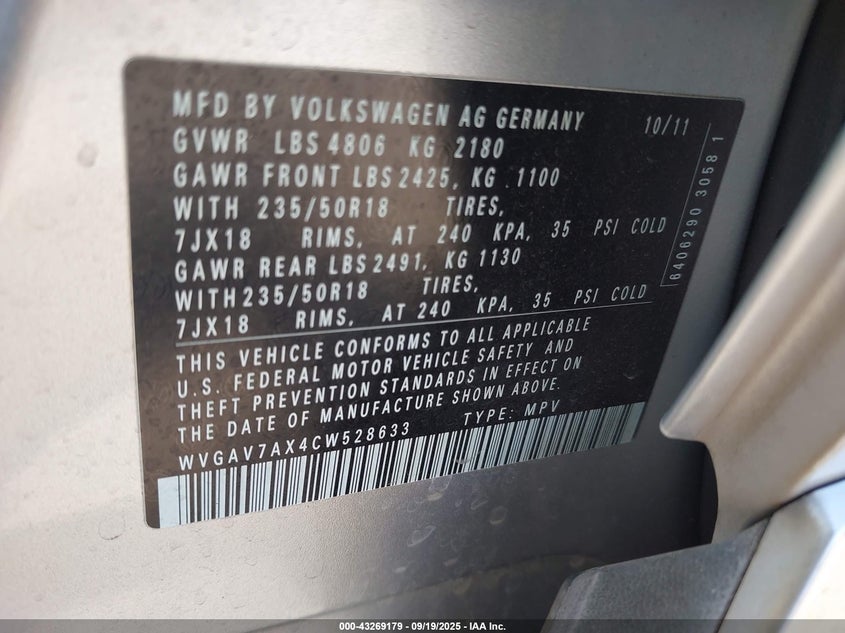 MFD BY VOLKSWAGEN AG GERMANY 10/11
GVWR LBS 4806 KG 2180
GAWR FRONT LBS 2425, KG 1100
WITH 235/50R18 TIRES,
7JX18 RIMS, AT 240 KPA, 35 PSI COLD
GAWR REAR LBS 2491, KG 1130
WITH 235/50R18 TIRES,
7JX18 RIMS, AT 240 KPA, 35 PSI COLD
THIS VEHICLE CONFORMS TO ALL APPLICABLE
U.S. FEDERAL MOTOR VEHICLE SAFETY AND
THEFT PREVENTION STANDARDS IN EFFECT ON
THE DATE OF MANUFACTURE SHOWN ABOVE.
WVGAV7AX4CW528633 TYPE: MPV
6406290 3058 1
000-43269179 - 09/19/2025 - IAA Inc.